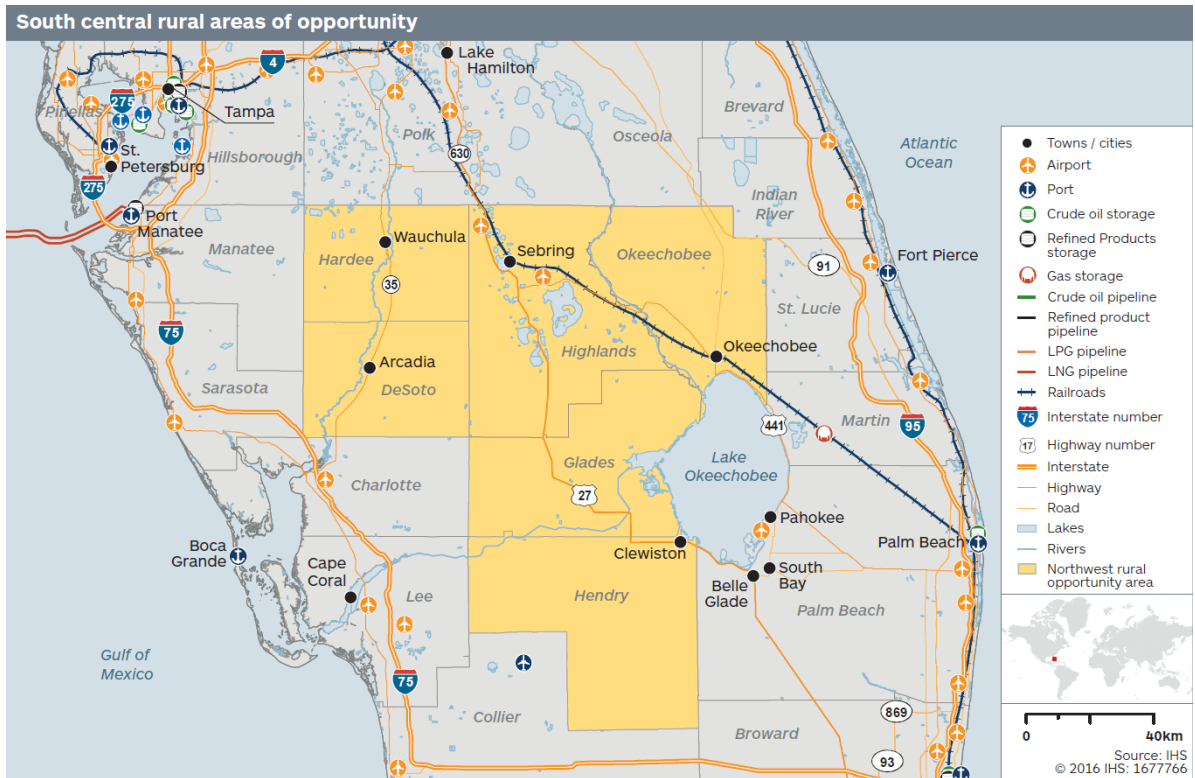 South central rural areas of opportunity
Lake
Hamilton
4
275
Pinellas
Tampa
Polk
Osceola
Brevard
Atlantic
Ocean
St.
Petersburg
Hillsborough
630
275
Indian
River
Port
Manatee
Manatee
Hardee
Wauchula
Sebring
Okeechobee
91
Fort Pierce
35
St. Lucie
75
Highlands
Okeechobee
Arcadia
DeSoto
Sarasota
Martin
95
441
Glades
Lake
Okeechobee
Charlotte
27
Pahokee
Boca
Grande
Cape
Coral
Clewiston
Palm Beach
South
Bay
Belle
Glade
Lee
Hendry
Palm Beach
Gulf of
Mexico
75
Collier
869
Broward
93
Towns / cities
Airport
Port
Crude oil storage
Refined Products
storage
Gas storage
Crude oil pipeline
Refined product
pipeline
LPG pipeline
LNG pipeline
Railroads
75
Interstate number
17
Highway number
Interstate
Highway
Road
Lakes
Rivers
Northwest rural
opportunity area
0
40km
Source: IHS
© 2016 IHS: 1677766